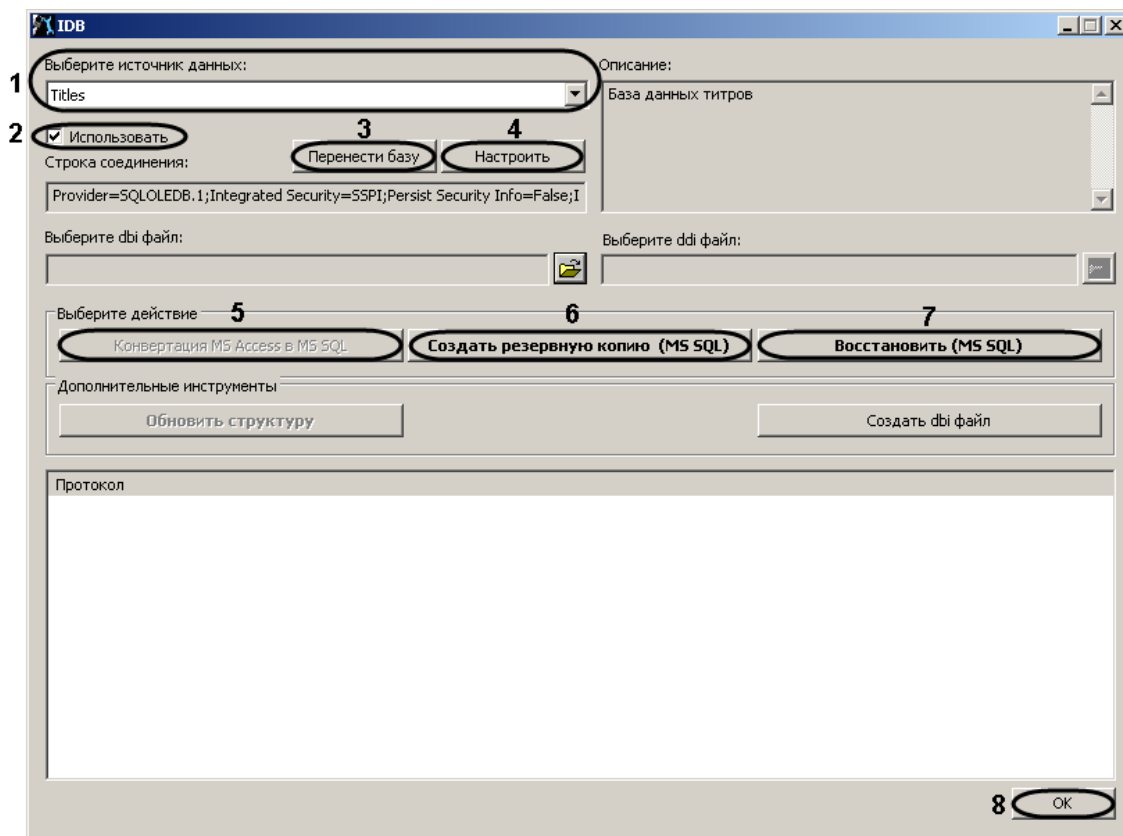 IDB
Выберите источник данных:
Описание:
1
Titles
База данных титров
2
Использовать
3
4
Перенести базу
Настроить
Строка соединения:
Provider=SQLOLEDB.1;Integrated Security=SSPI;Persist Security Info=False;I
Выберите dbi файл:
Выберите ddi файл:
Выберите действие
5
6
7
Конвертация MS Access в MS SQL
Создать резервную копию (MS SQL)
Восстановить (MS SQL)
Дополнительные инструменты
Обновить структуру
Создать dbi файл
Протокол
8
OK